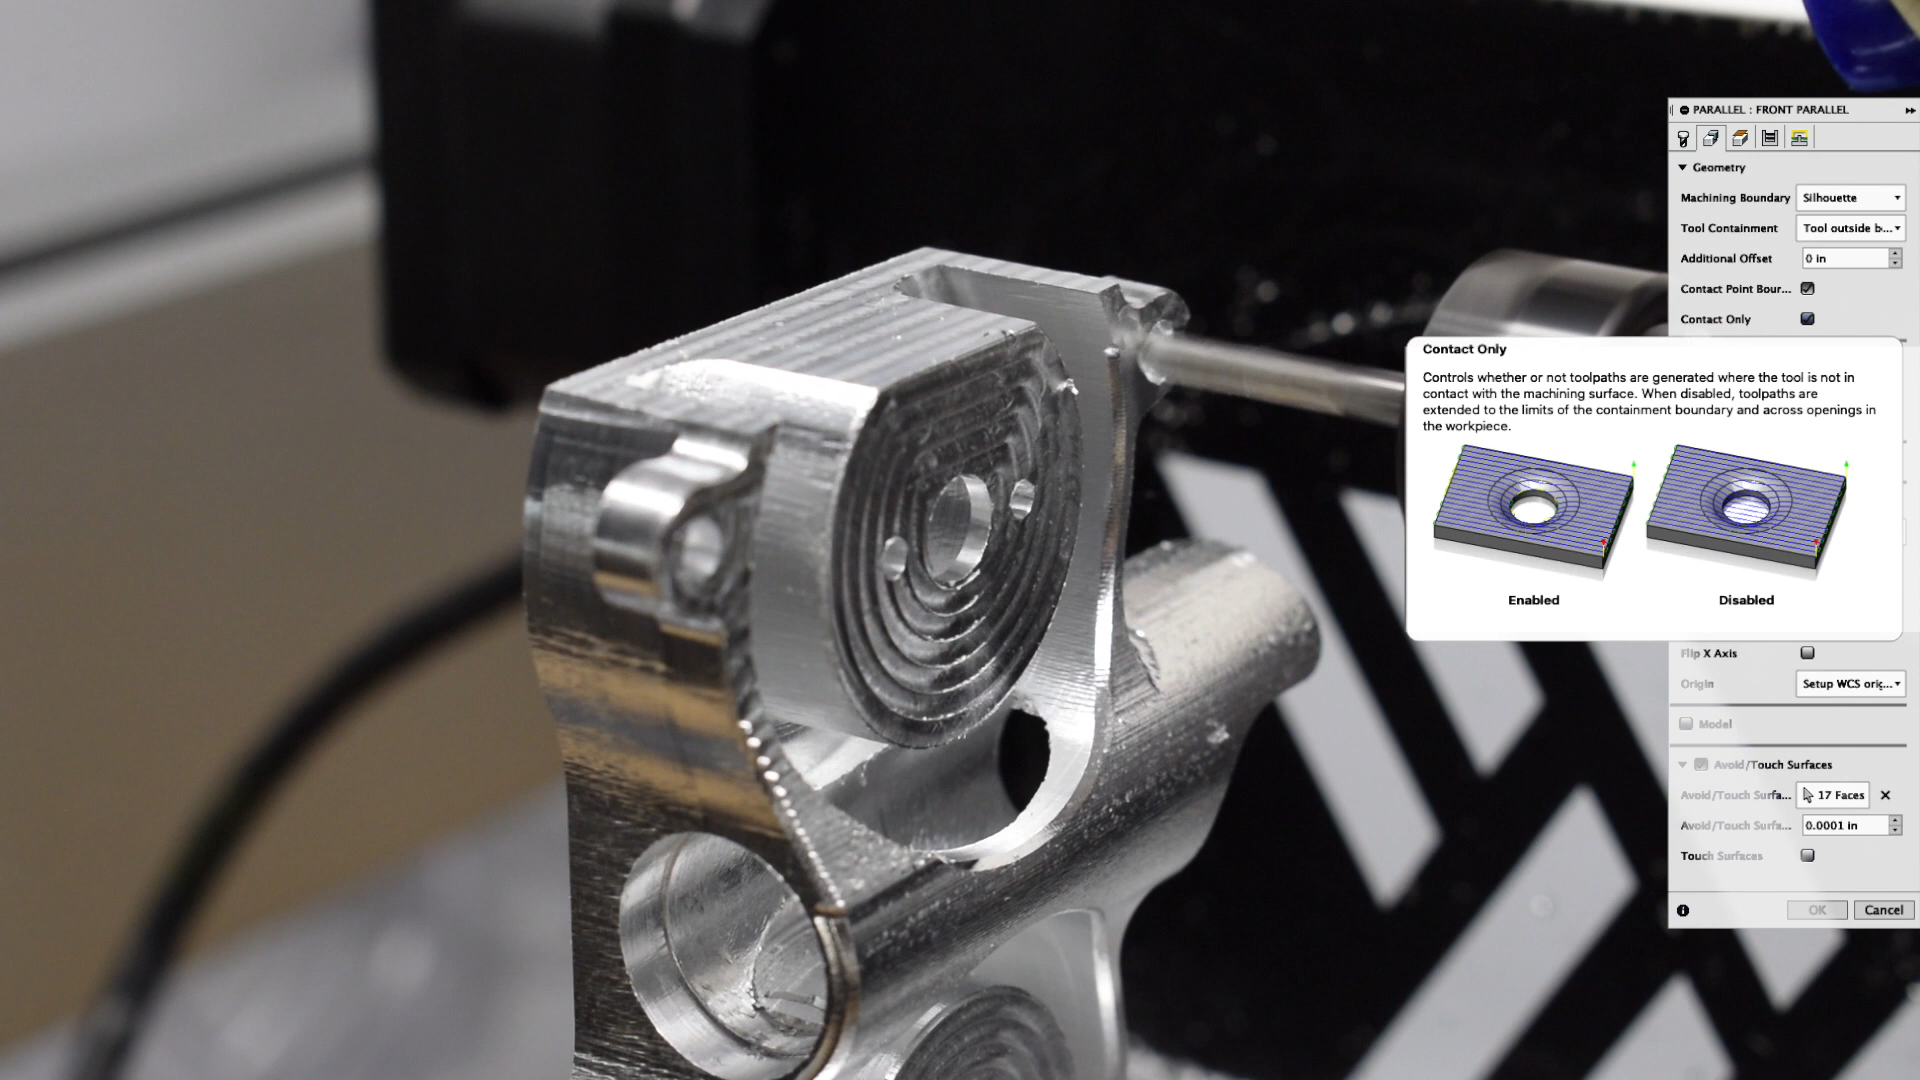 PARALLEL : FRONT PARALLEL
Geometry
Machining Boundary Silhouette
Tool Containment Tool outside b...
Additional Offset 0 in
Contact Point Bour...
Contact Only
Contact Only
Controls whether or not toolpaths are generated where the tool is not in
contact with the machining surface. When disabled, toolpaths are
extended to the limits of the containment boundary and across openings in
the workpiece.
Enabled Disabled
Flip X Axis
Origin Setup WCS orig...
Model
Avoid/Touch Surfaces
Avoid/Touch Surfa... 17 Faces
Avoid/Touch Surfa... 0.0001 in
Touch Surfaces
OK Cancel